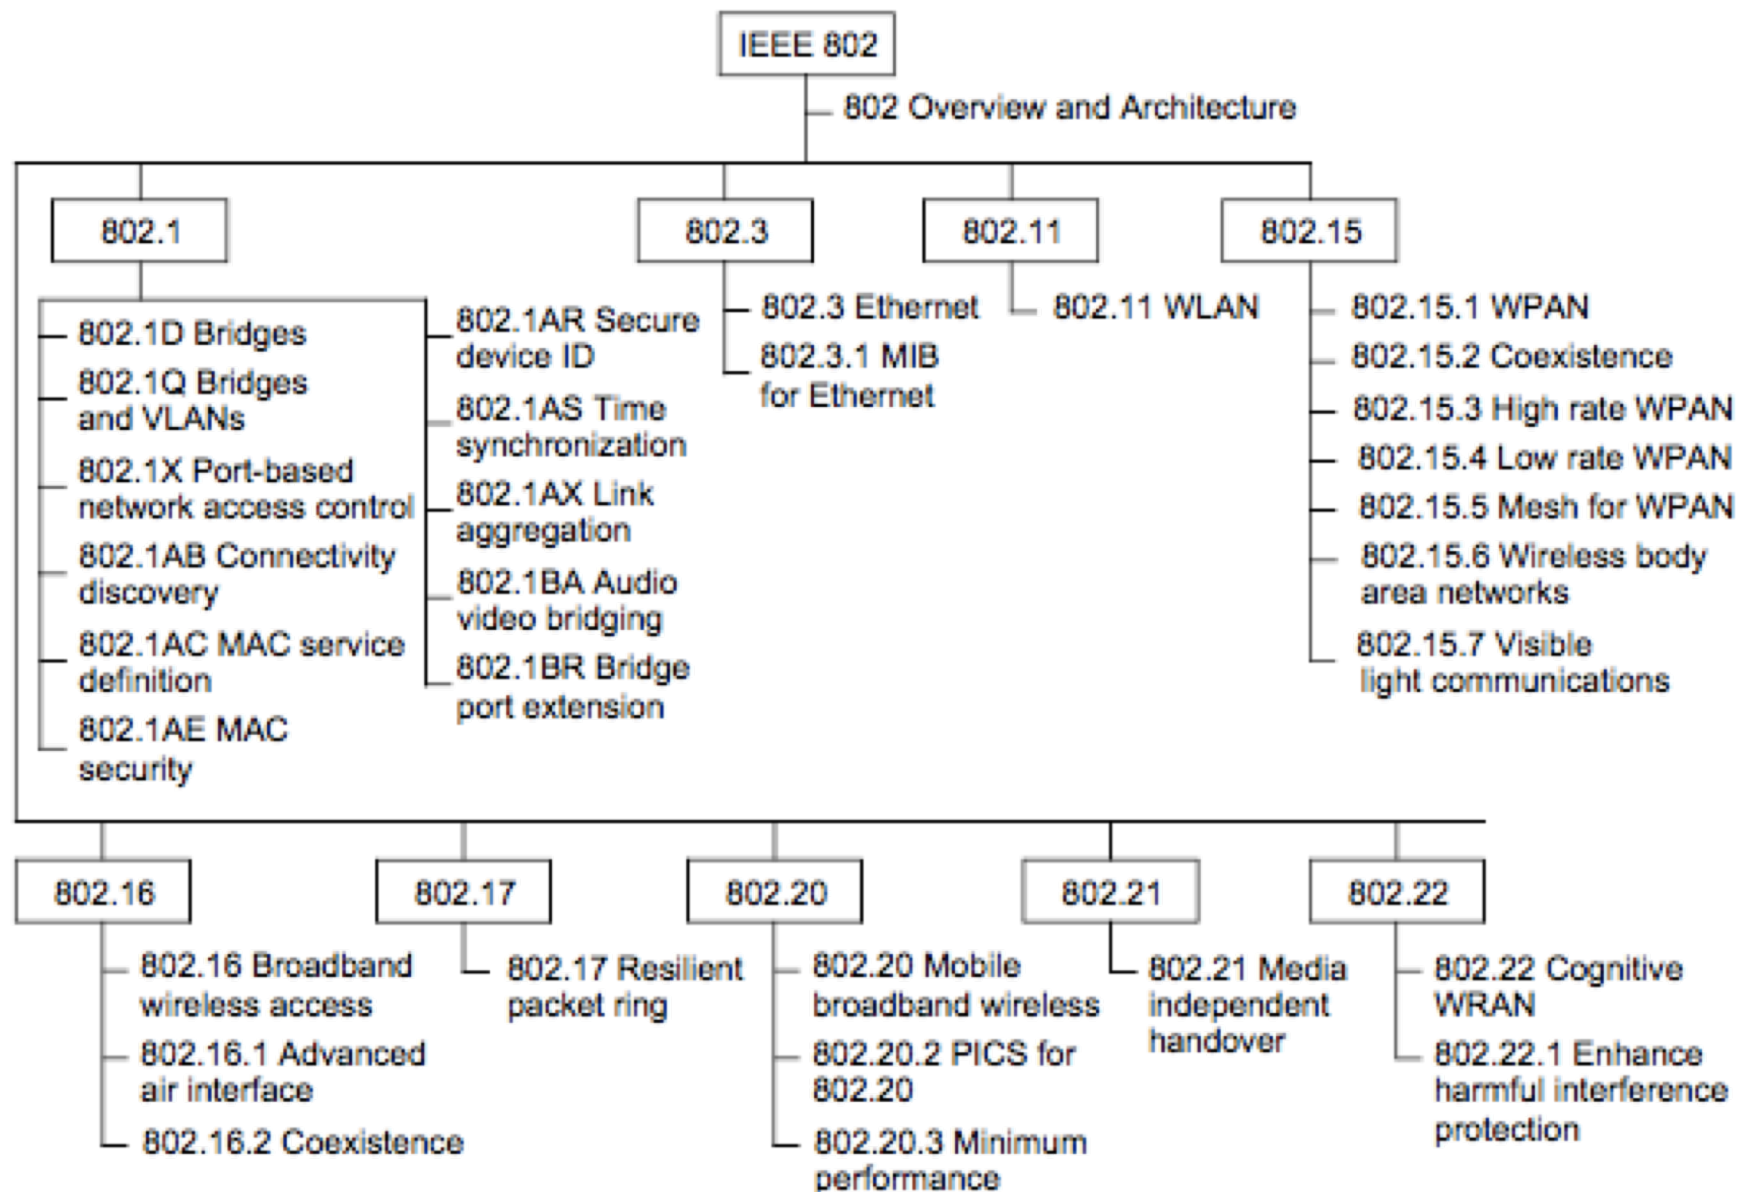 IEEE 802
802 Overview and Architecture
802.1
802.1D Bridges
802.1Q Bridges
and VLANs
802.1X Port-based
network access control
802.1AB Connectivity
discovery
802.1AC MAC service
definition
802.1AE MAC
security
802.1AR Secure
device ID
802.1AS Time
synchronization
802.1AX Link
aggregation
802.1BA Audio
video bridging
802.1BR Bridge
port extension
802.3
802.3 Ethernet
802.3.1 MIB
for Ethernet
802.11
802.11 WLAN
802.15
802.15.1 WPAN
802.15.2 Coexistence
802.15.3 High rate WPAN
802.15.4 Low rate WPAN
802.15.5 Mesh for WPAN
802.15.6 Wireless body
area networks
802.15.7 Visible
light communications
802.16
802.16 Broadband
wireless access
802.16.1 Advanced
air interface
802.16.2 Coexistence
802.17
802.17 Resilient
packet ring
802.20
802.20 Mobile
broadband wireless
802.20.2 PICS for
802.20
802.20.3 Minimum
performance
802.21
802.21 Media
independent
handover
802.22
802.22 Cognitive
WRAN
802.22.1 Enhance
harmful interference
protection